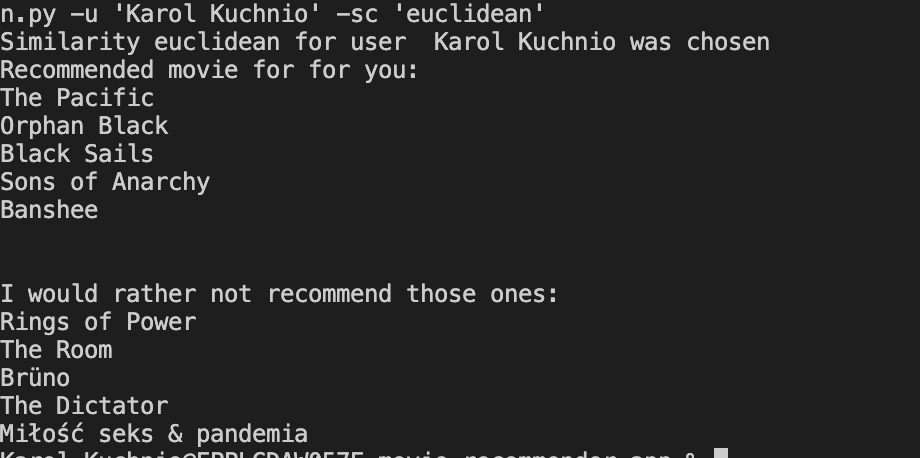 n.py -u 'Karol Kuchnio' -sc 'euclidean'
Similarity euclidean for user  Karol Kuchnio was chosen
Recommended movie for for you:
The Pacific
Orphan Black
Black Sails
Sons of Anarchy
Banshee
I would rather not recommend those ones:
Rings of Power
The Room
Brüno
The Dictator
Miłość seks & pandemia